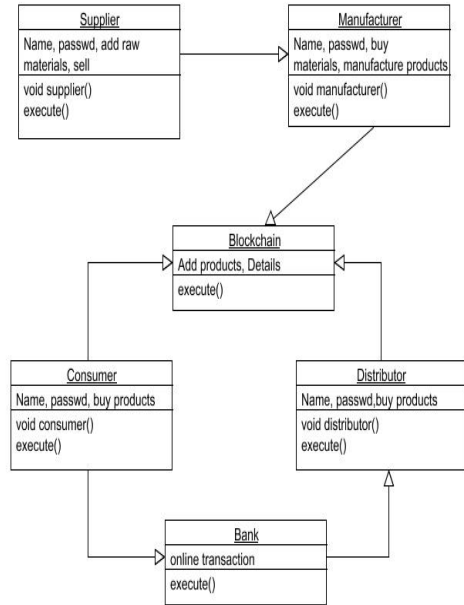 Supplier
Name, passwd, add raw
materials, sell
void supplier()
execute()
Manufacturer
Name, passwd, buy
materials, manufacture products
void manufacturer()
execute()
Blockchain
Add products, Details
execute()
Consumer
Name, passwd, buy products
void consumer()
execute()
Distributor
Name, passwd,buy products
void distributor()
execute()
Bank
online transaction
execute()